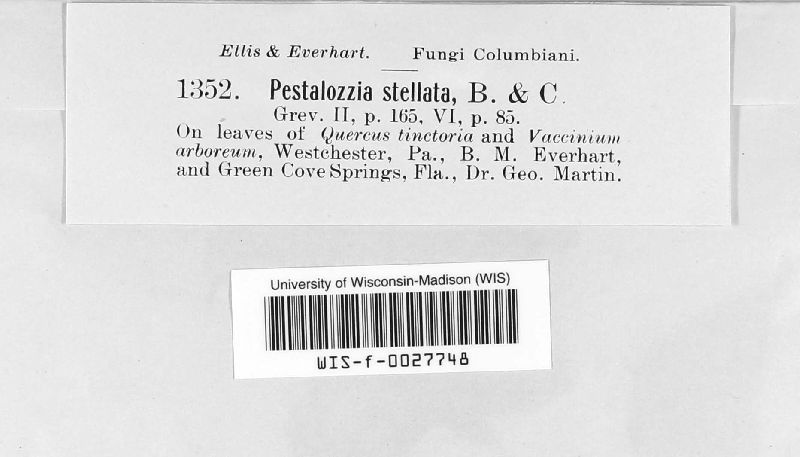 Ellis & Everhart. Fungi Columbiani.
1352. Pestalozzia stellata, B. & C.
Grev. II, p. 165, VI, p. 85.
On leaves of Quercus tinctoria and Vaccinium
arboreum, Westchester, Pa., B. M. Everhart,
and Green Cove Springs, Fla., Dr. Geo. Martin.
University of Wisconsin-Madison (WIS)
WIS-f-0027748